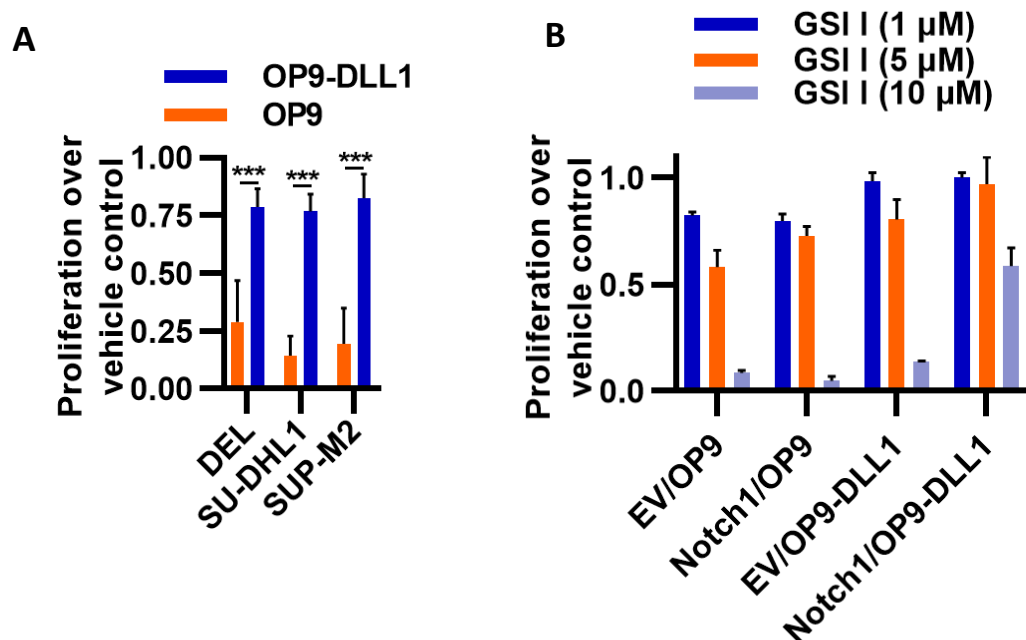 A
OP9-DLL1
OP9
Proliferation over
vehicle control
1.00
0.75
0.50
0.25
0.00
***
***
***
DEL
SU-DHL1
SUP-M2
B
GSI I (1 µM)
GSI I (5 µM)
GSI I (10 µM)
Proliferation over
vehicle control
1.0
0.5
0.0
EV/OP9
Notch1/OP9
EV/OP9-DLL1
Notch1/OP9-DLL1